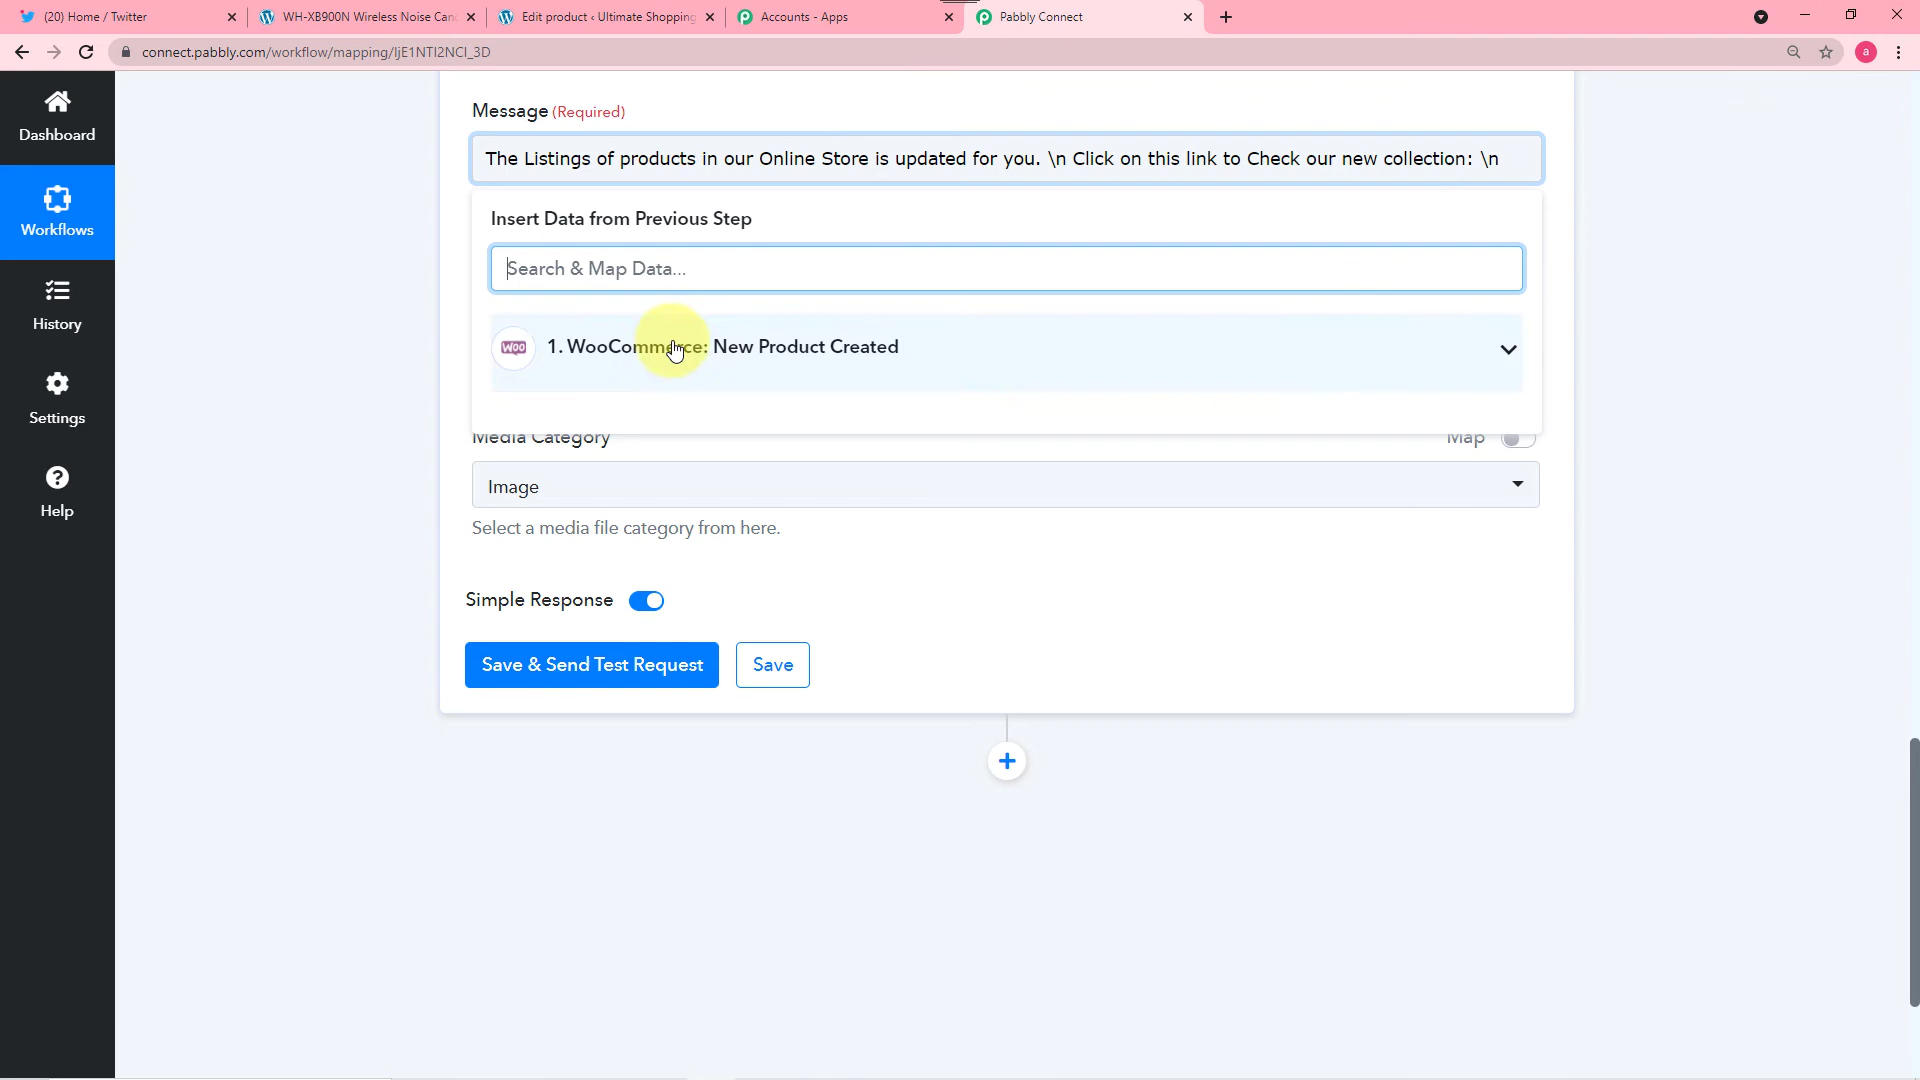 (20) Home / Twitter
WH-XB900N Wireless Noise Can
Edit product ‹ Ultimate Shopping
Accounts - Apps
Pabbly Connect
connect.pabbly.com/workflow/mapping/IjE1NTI2NCI_3D
a
Dashboard
Workflows
History
Settings
Help
Message (Required)
The Listings of products in our Online Store is updated for you. \n Click on this link to Check our new collection: \n
Insert Data from Previous Step
Search & Map Data...
WOO
1. WooCommerce: New Product Created
Media Category
Map
Image
Select a media file category from here.
Simple Response
Save & Send Test Request
Save